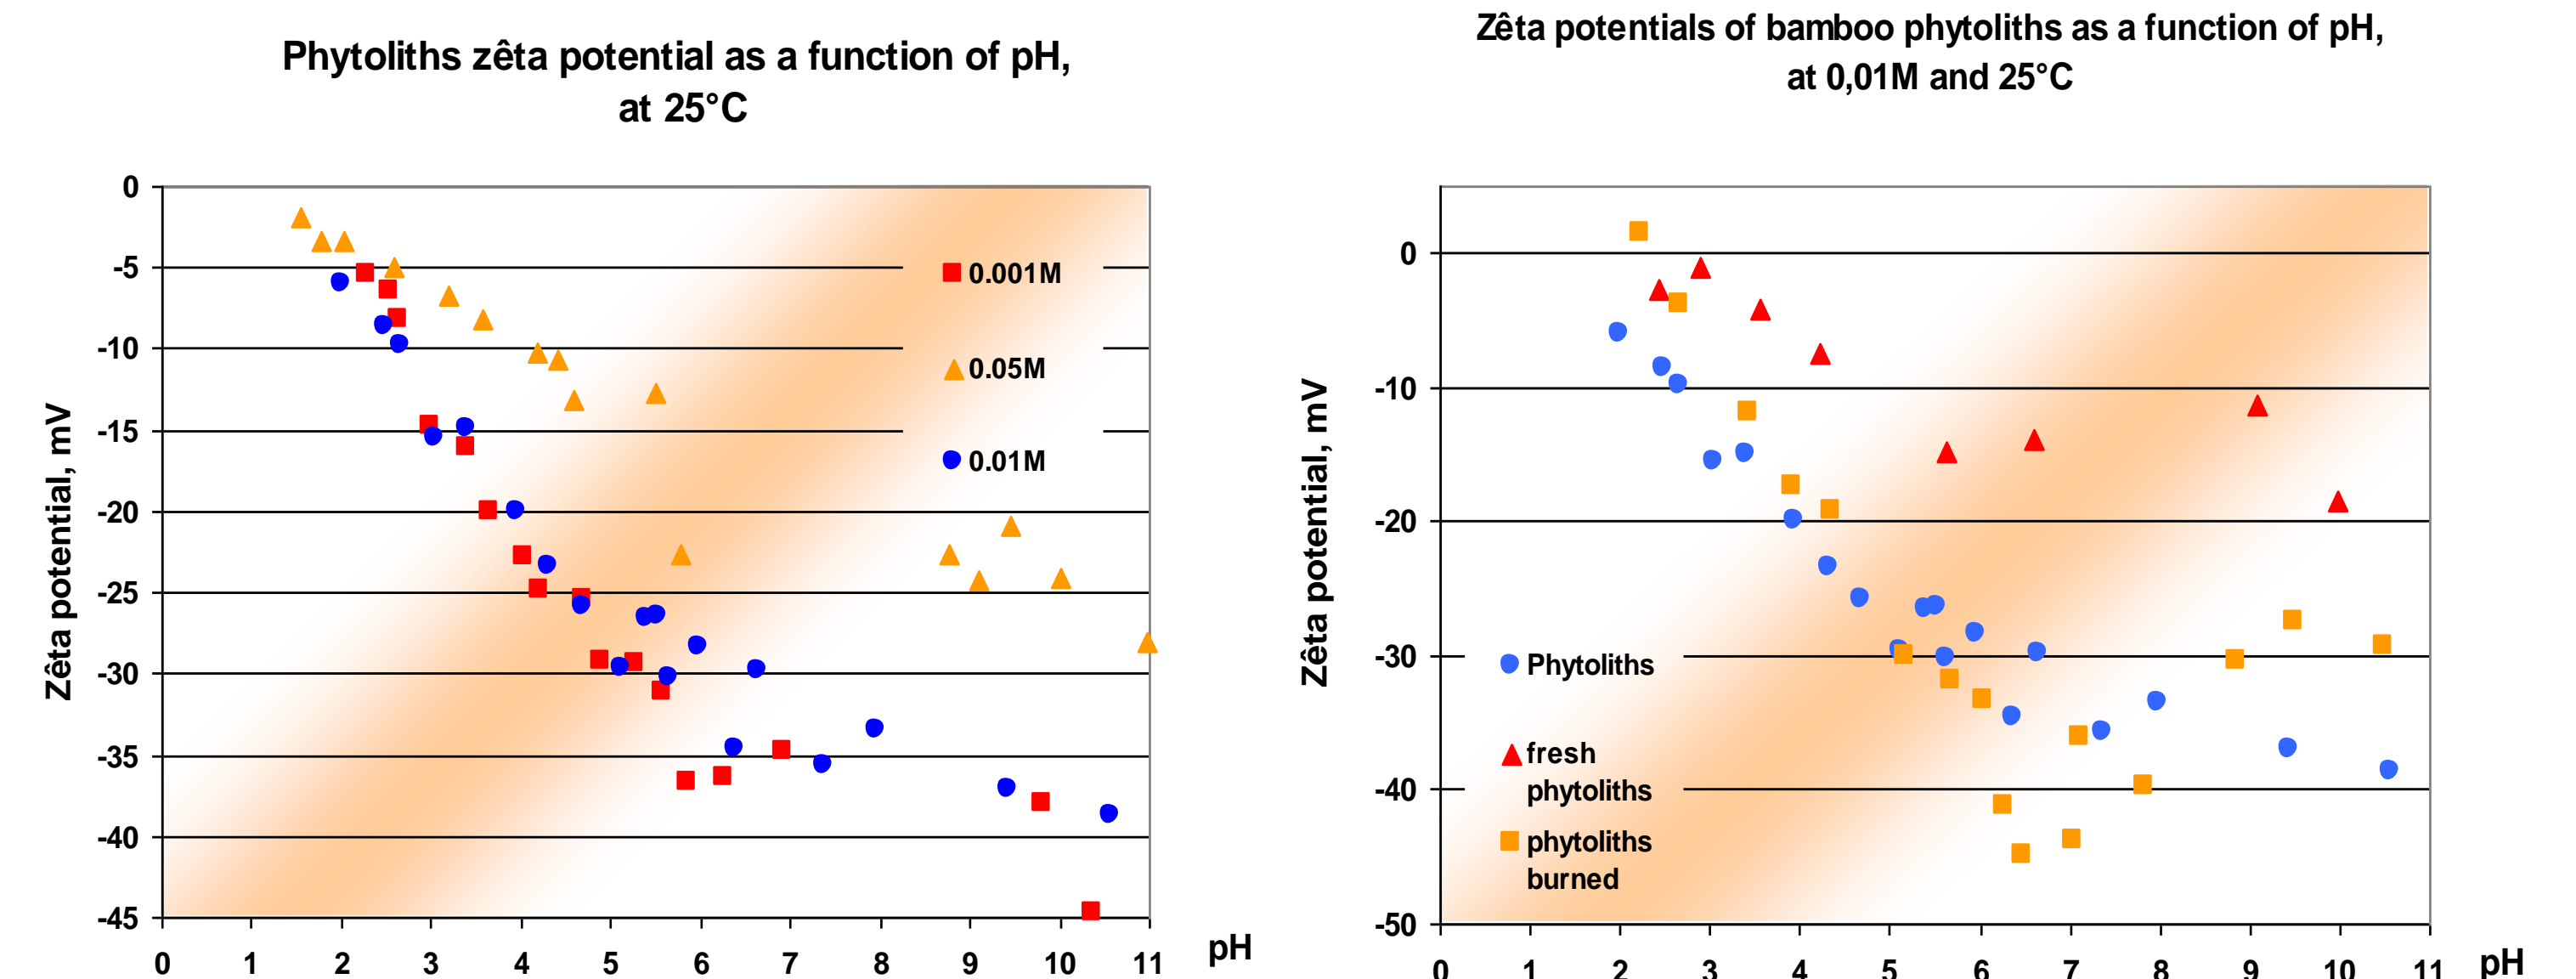 Phytoliths zêta potential as a function of pH,
at 25°C
0
-5
-10
-15
-20
-25
-30
-35
-40
-45
Zêta potential, mV
0.001M
0.05M
0.01M
0 1 2 3 4 5 6 7 8 9 10 11
pH
Zêta potentials of bamboo phytoliths as a function of pH,
at 0,01M and 25°C
0
-10
-20
-30
-40
-50
Zêta potential, mV
Phytoliths
fresh
phytoliths
phytoliths
burned
0 1 2 3 4 5 6 7 8 9 10 11
pH